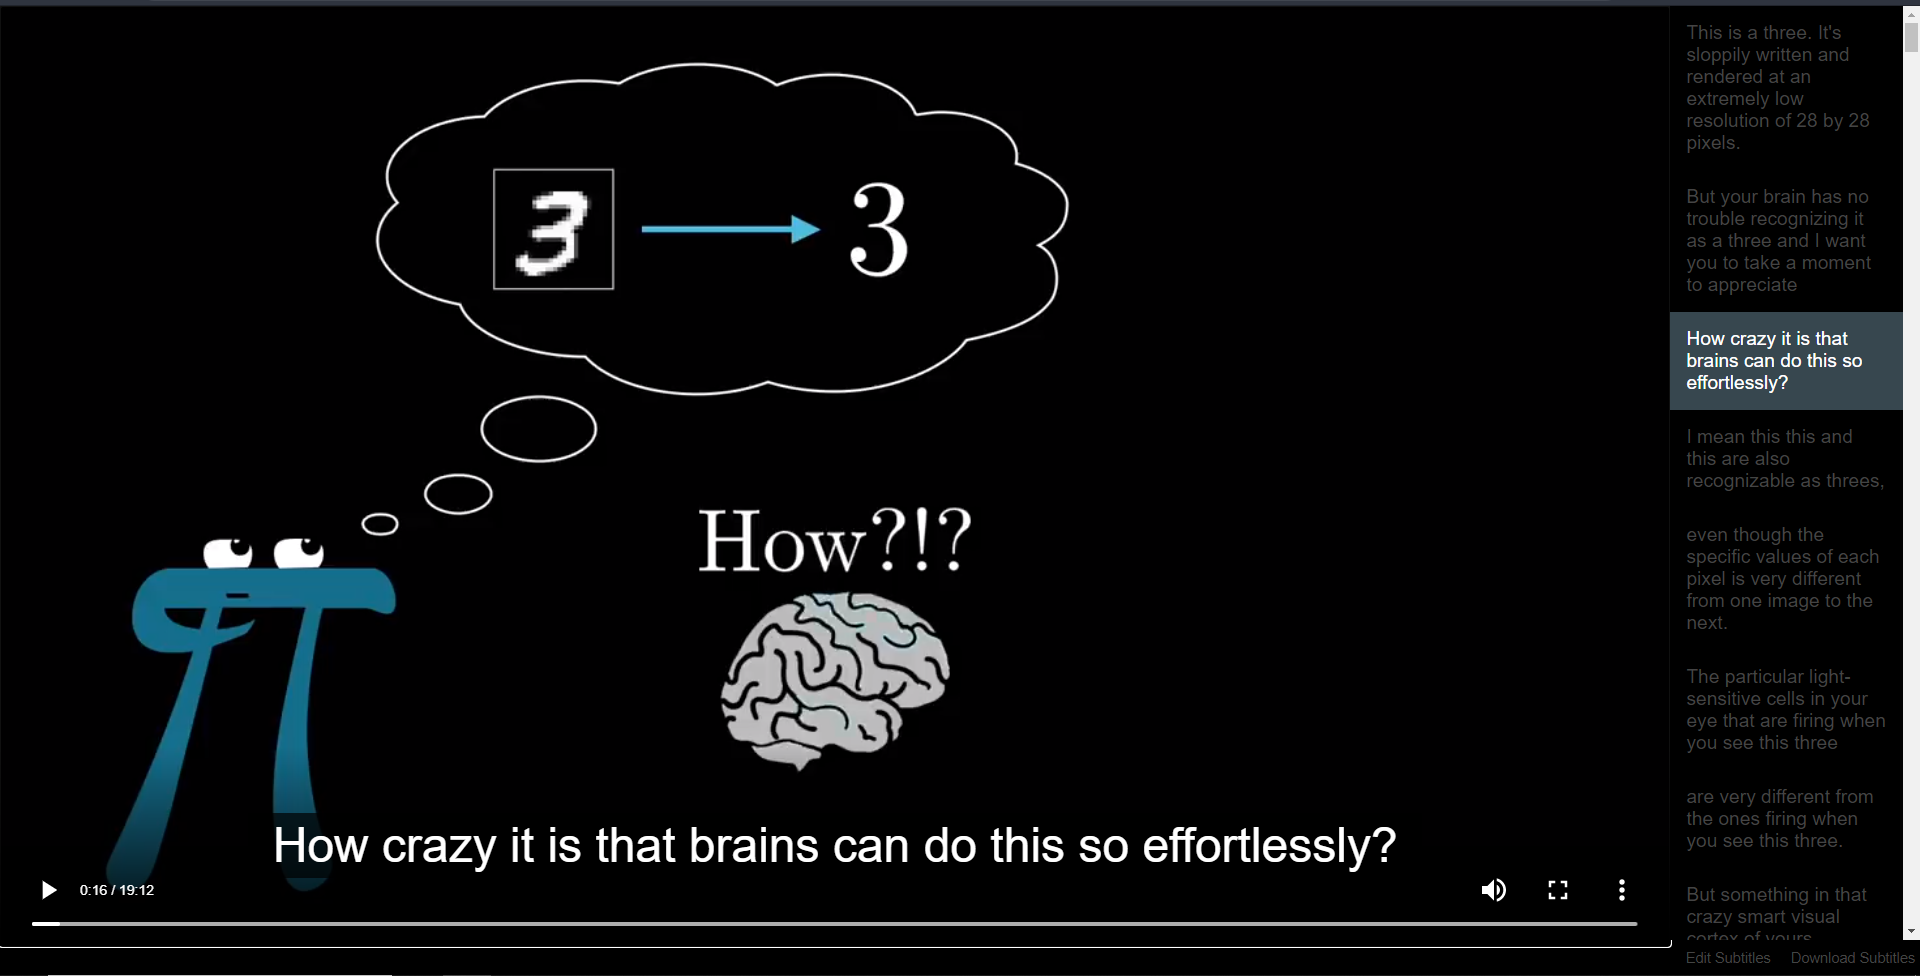 3
3
How?!?
How crazy it is that brains can do this so effortlessly?
0:16 / 19:12
This is a three. It's
sloppily written and
rendered at an
extremely low
resolution of 28 by 28
pixels.
But your brain has no
trouble recognizing it
as a three and I want
you to take a moment
to appreciate
How crazy it is that
brains can do this so
effortlessly?
I mean this this and
this are also
recognizable as threes,
even though the
specific values of each
pixel is very different
from one image to the
next.
The particular light-
sensitive cells in your
eye that are firing when
you see this three
are very different from
the ones firing when
you see this three.
But something in that
crazy smart visual
cortex of yours
Edit Subtitles
Download Subtitles